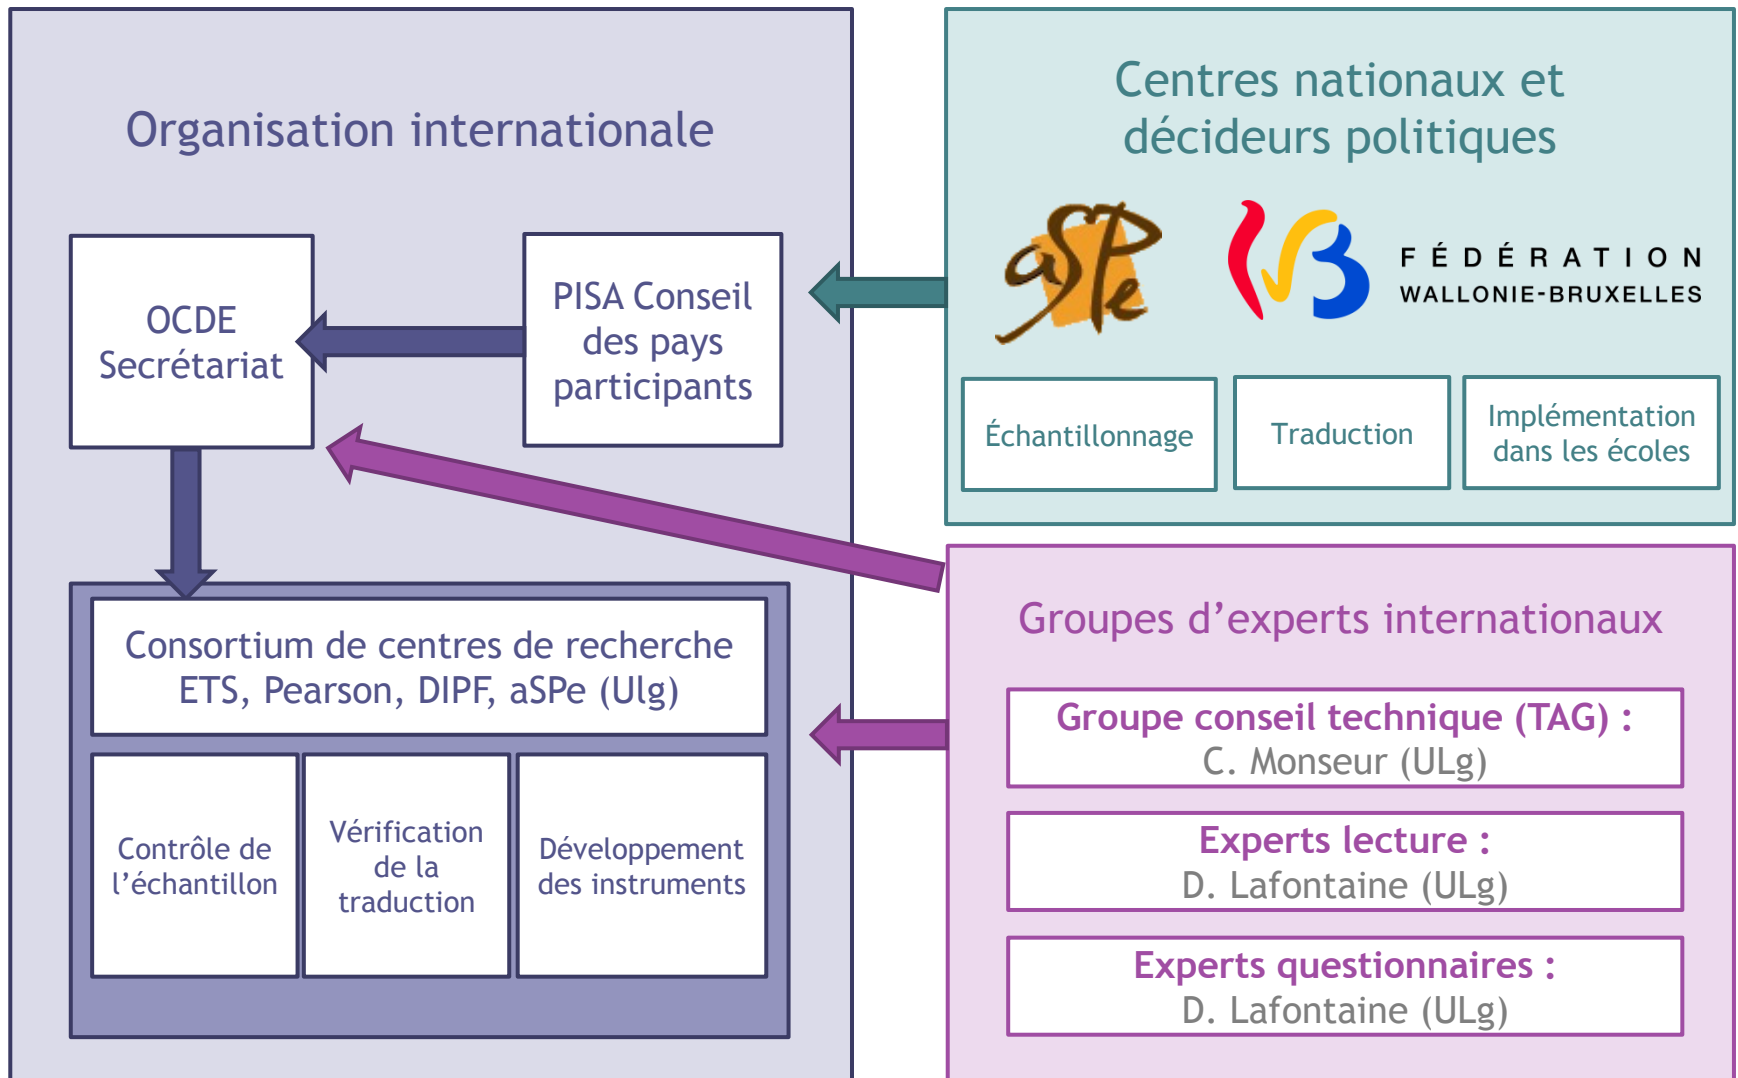 Organisation internationale
OCDE
Secrétariat
PISA Conseil
des pays
participants
Consortium de centres de recherche
ETS, Pearson, DIPF, aSPe (Ulg)
Contrôle de
l’échantillon
Vérification
de la
traduction
Développement
des instruments
Centres nationaux et
décideurs politiques
aSPe
FÉDÉRATION
WALLONIE-BRUXELLES
Échantillonnage
Traduction
Implémentation
dans les écoles
Groupes d’experts internationaux
Groupe conseil technique (TAG) :
C. Monseur (ULg)
Experts lecture :
D. Lafontaine (ULg)
Experts questionnaires :
D. Lafontaine (ULg)